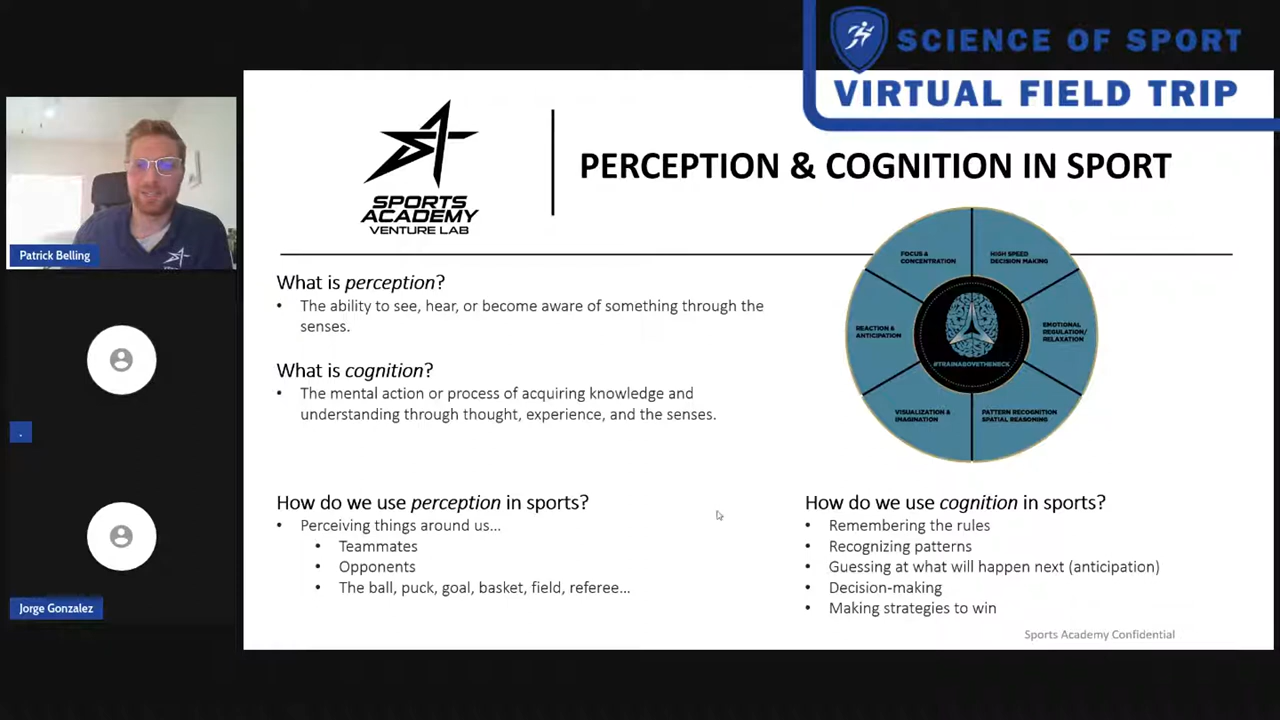 SCIENCE OF SPORT
VIRTUAL FIELD TRIP
Patrick Belling
.
Jorge Gonzalez
SPORTS
ACADEMY
VENTURE LAB
PERCEPTION & COGNITION IN SPORT
What is perception?
• The ability to see, hear, or become aware of something through the
senses.
What is cognition?
• The mental action or process of acquiring knowledge and
understanding through thought, experience, and the senses.
FOCUS &
CONCENTRATION
HIGH SPEED
DECISION MAKING
REACTION &
ANTICIPATION
EMOTIONAL
REGULATION/
RELAXATION
#TRAINABOVETHENECK
VISUALIZATION &
IMAGINATION
PATTERN RECOGNITION
SPATIAL REASONING
How do we use perception in sports?
• Perceiving things around us...
• Teammates
• Opponents
• The ball, puck, goal, basket, field, referee...
How do we use cognition in sports?
• Remembering the rules
• Recognizing patterns
• Guessing at what will happen next (anticipation)
• Decision-making
• Making strategies to win
Sports Academy Confidential